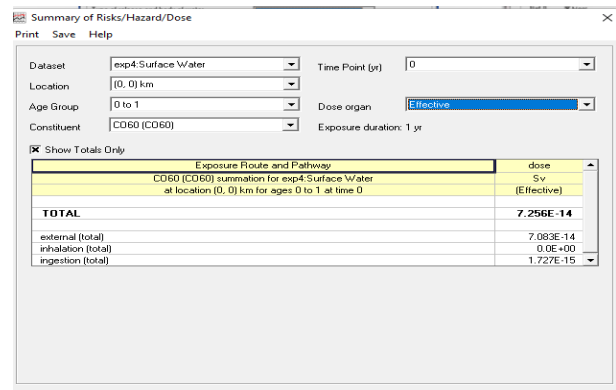 Summary of Risks/Hazard/Dose
Print Save Help
Dataset exp4:Surface Water Time Point (yr) 0
Location (0, 0) km
Age Group 0 to 1 Dose organ Effective
Constituent CO60 (CO60) Exposure duration: 1 yr
Show Totals Only
Exposure Route and Pathway dose
CO60 (CO60) summation for exp4:Surface Water Sv
at location (0, 0) km for ages 0 to 1 at time 0 (Effective)
TOTAL 7.256E-14
external (total) 7.083E-14
inhalation (total) 0.0E+00
ingestion (total) 1.727E-15